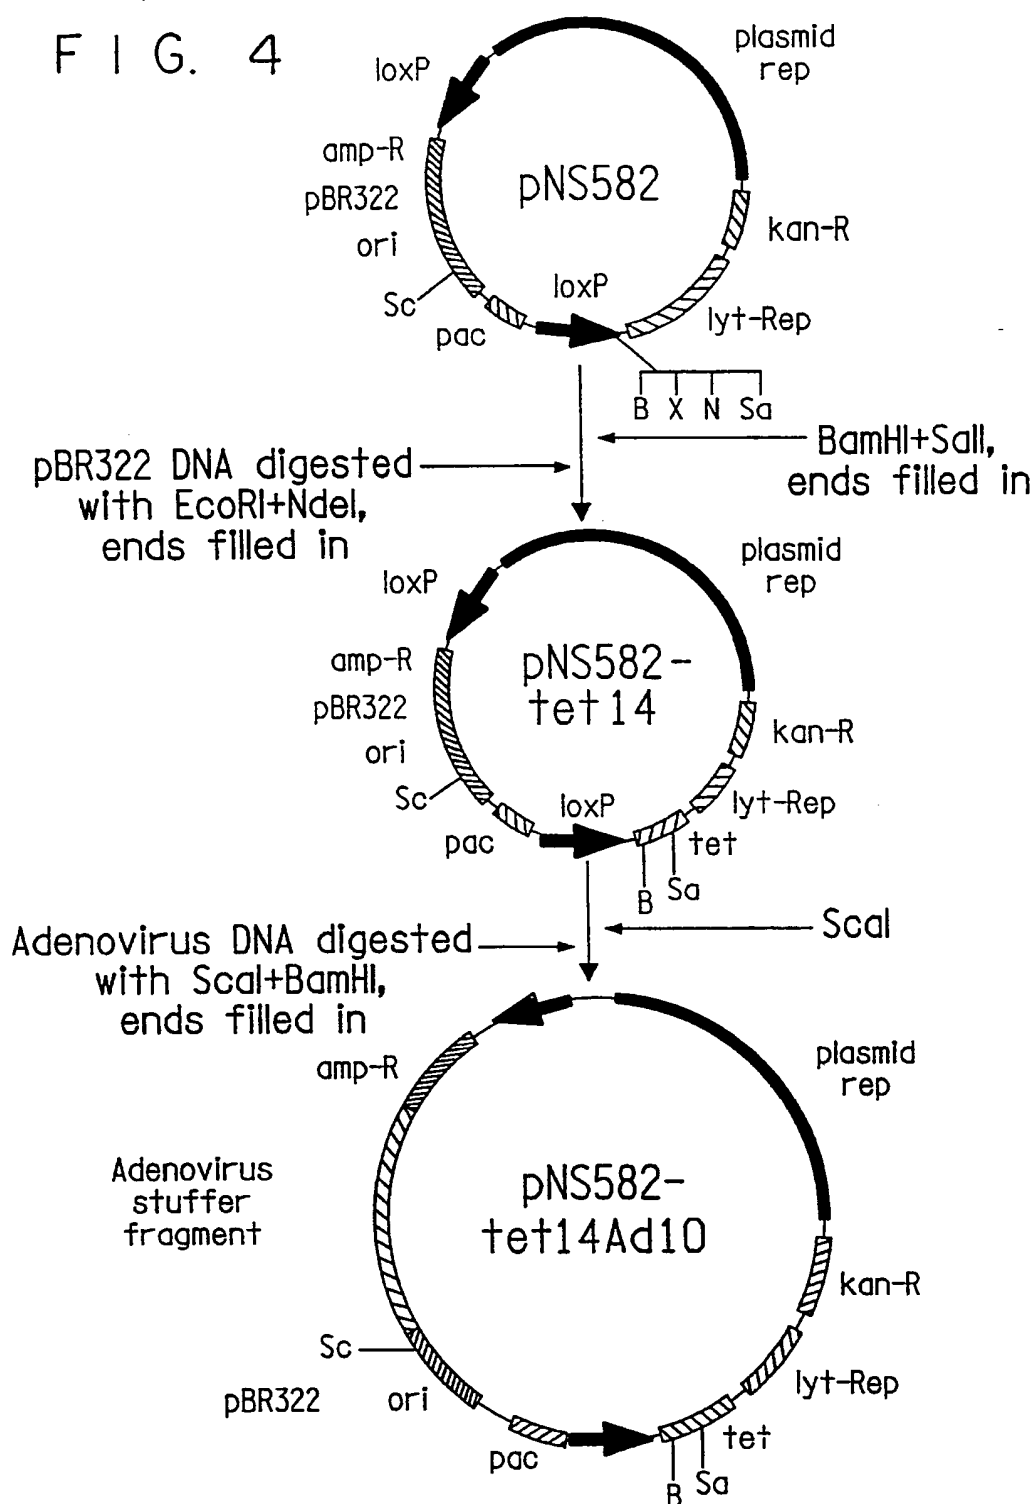 FIG. 4
plasmid
rep
loxP
amp-R
pBR322
ori
pNS582
kan-R
Sc
loxP
lyt-Rep
pac
B X N Sa
pBR322 DNA digested
with EcoRI+NdeI,
ends filled in
BamHI+SalI,
ends filled in
plasmid
rep
loxP
amp-R
pBR322
ori
pNS582-
tet14
kan-R
Sc
loxP
lyt-Rep
pac
tet
B Sa
Adenovirus DNA digested
with ScaI+BamHI,
ends filled in
ScaI
plasmid
rep
amp-R
Adenovirus
stuffer
fragment
pNS582-
tet14Ad10
kan-R
Sc
pBR322
ori
lyt-Rep
tet
pac
B Sa